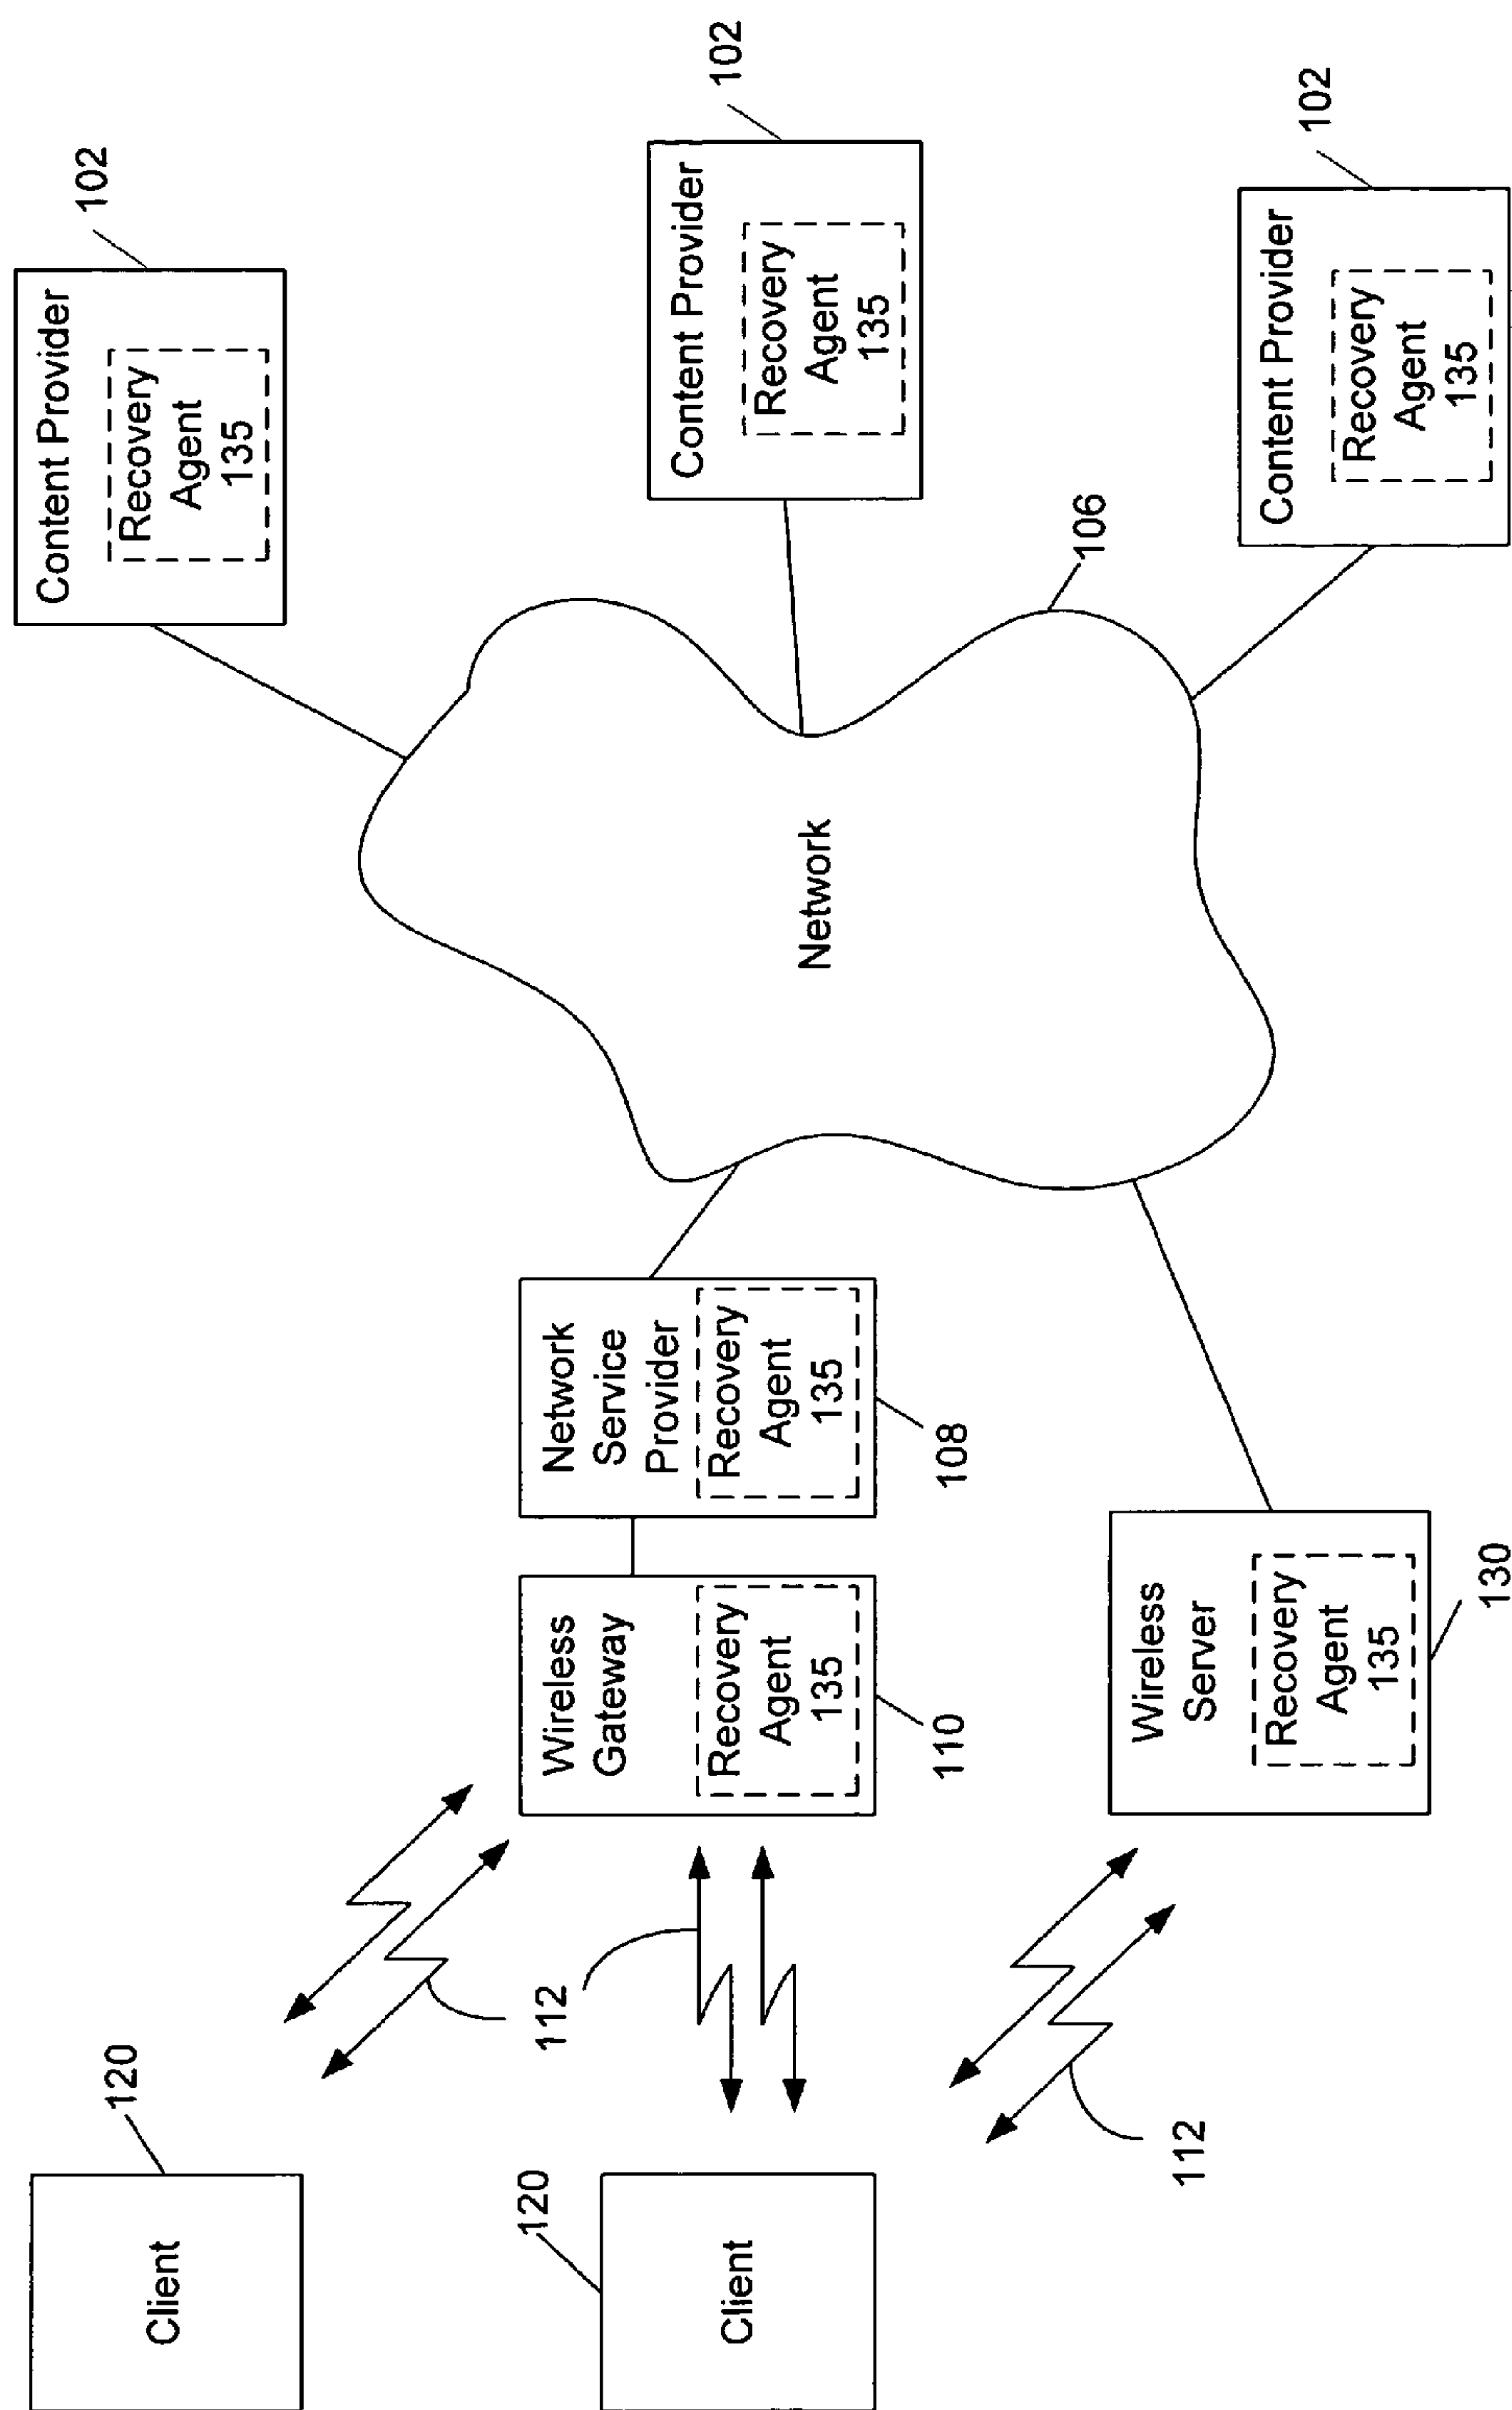 Client
120
Client
120
112
112
Wireless
Gateway
Recovery
Agent
135
110
Network
Service
Provider
Recovery
Agent
135
108
Wireless
Server
Recovery
Agent
135
130
Network
106
Content Provider
Recovery
Agent
135
102
Content Provider
Recovery
Agent
135
102
Content Provider
Recovery
Agent
135
102